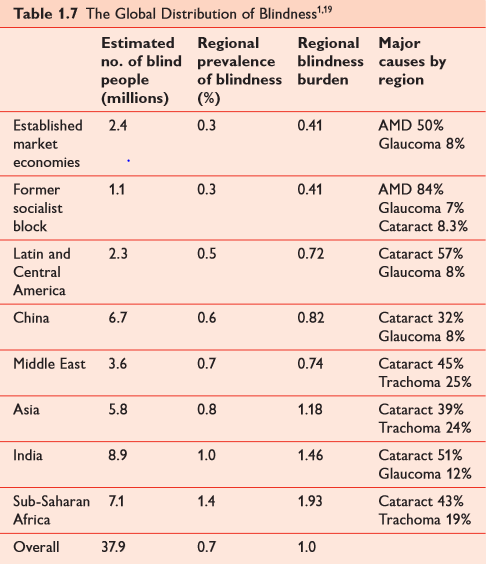 Table 1.7 The Global Distribution of Blindness1,19
Estimated no. of blind people (millions) Regional prevalence of blindness (%) Regional blindness burden Major causes by region
Established market economies 2.4 0.3 0.41 AMD 50% Glaucoma 8%
Former socialist block 1.1 0.3 0.41 AMD 84% Glaucoma 7% Cataract 8.3%
Latin and Central America 2.3 0.5 0.72 Cataract 57% Glaucoma 8%
China 6.7 0.6 0.82 Cataract 32% Glaucoma 8%
Middle East 3.6 0.7 0.74 Cataract 45% Trachoma 25%
Asia 5.8 0.8 1.18 Cataract 39% Trachoma 24%
India 8.9 1.0 1.46 Cataract 51% Glaucoma 12%
Sub-Saharan Africa 7.1 1.4 1.93 Cataract 43% Trachoma 19%
Overall 37.9 0.7 1.0